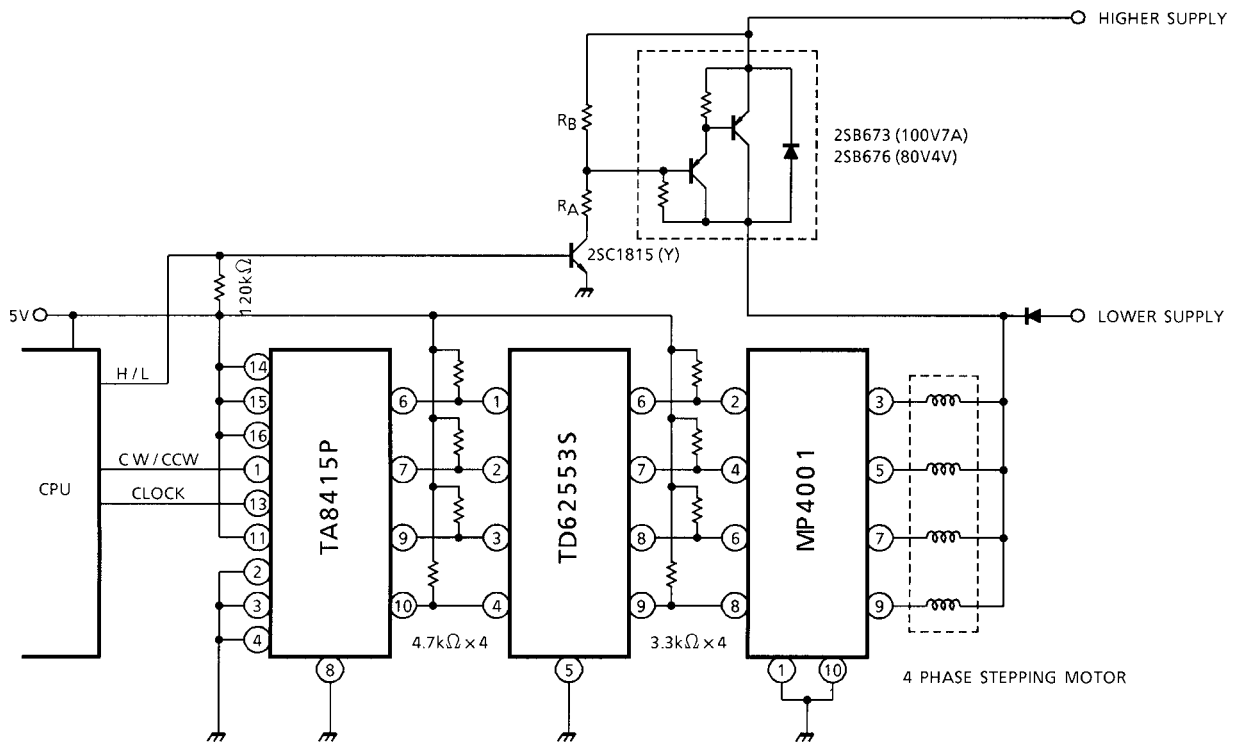 HIGHER SUPPLY
RB
2SB673 (100V7A)
2SB676 (80V4V)
RA
2SC1815 (Y)
120kΩ
5V
LOWER SUPPLY
H/L
14
15
6
1
6
2
3
16
CW/CCW
1
7
2
7
4
5
CPU
CLOCK
13
TA8415P
TD62553S
MP4001
11
9
3
8
6
7
2
3
10
4
9
8
9
4
4.7kΩ×4
3.3kΩ×4
8
5
1
10
4 PHASE STEPPING MOTOR